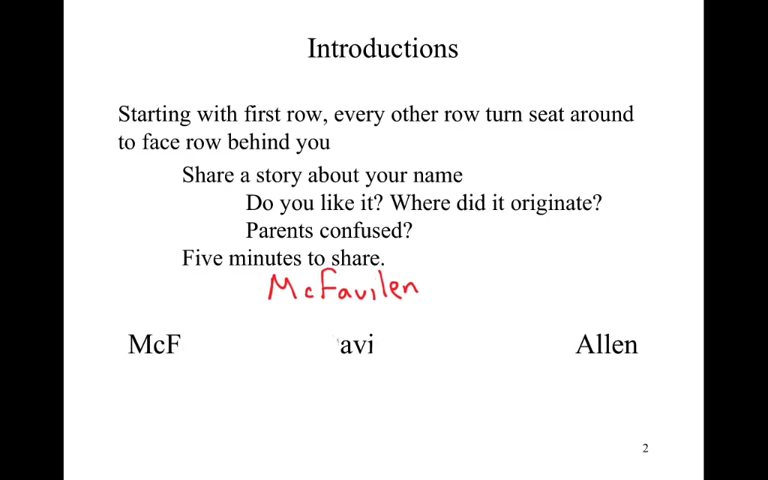 Introductions
Starting with first row, every other row turn seat around
to face row behind you
Share a story about your name
Do you like it? Where did it originate?
Parents confused?
Five minutes to share.
McFavilen
McF avi Allen
2